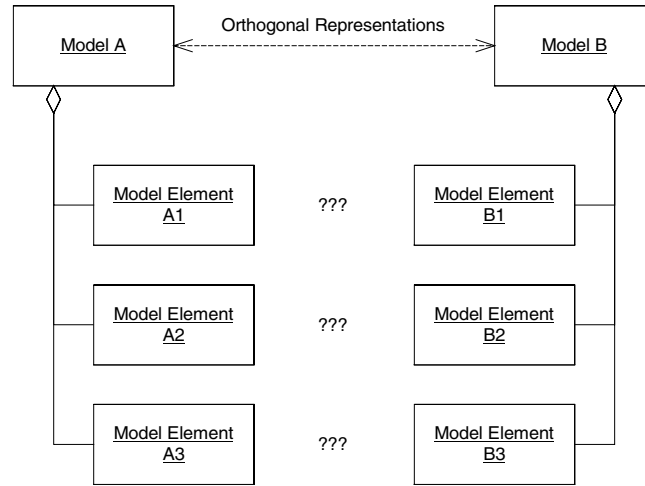 Orthogonal Representations
Model A
Model B
Model Element
A1
???
Model Element
B1
Model Element
A2
???
Model Element
B2
Model Element
A3
???
Model Element
B3